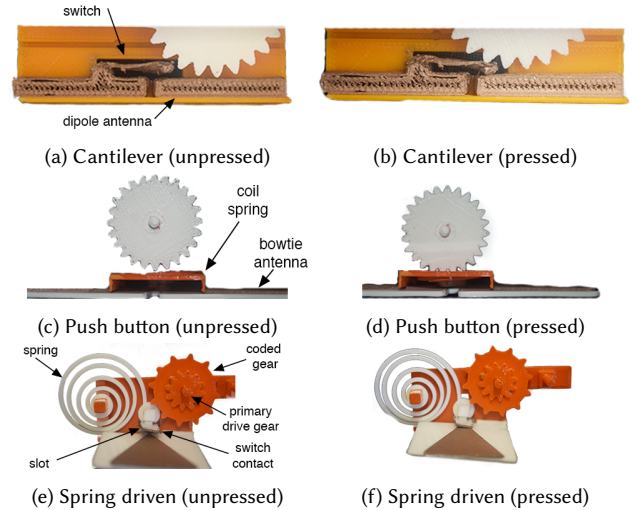 switch
dipole antenna
(a) Cantilever (unpressed)
(b) Cantilever (pressed)
coil
spring
bowtie
antenna
(c) Push button (unpressed)
(d) Push button (pressed)
spring
coded
gear
primary
drive gear
slot
switch
contact
(e) Spring driven (unpressed)
(f) Spring driven (pressed)